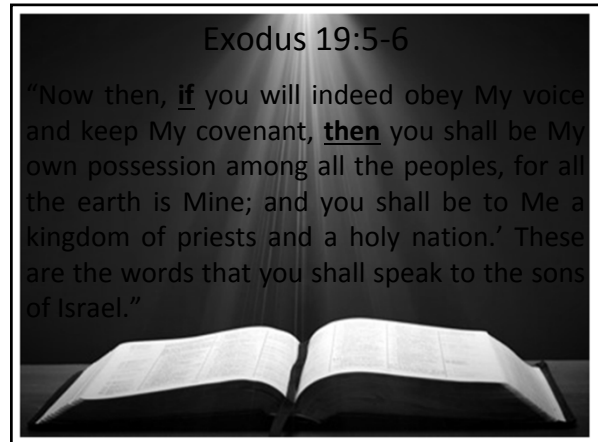 Exodus 19:5-6
“Now then, if you will indeed obey My voice
and keep My covenant, then you shall be My
own possession among all the peoples, for all
the earth is Mine; and you shall be to Me a
kingdom of priests and a holy nation.’ These
are the words that you shall speak to the sons
of Israel.”